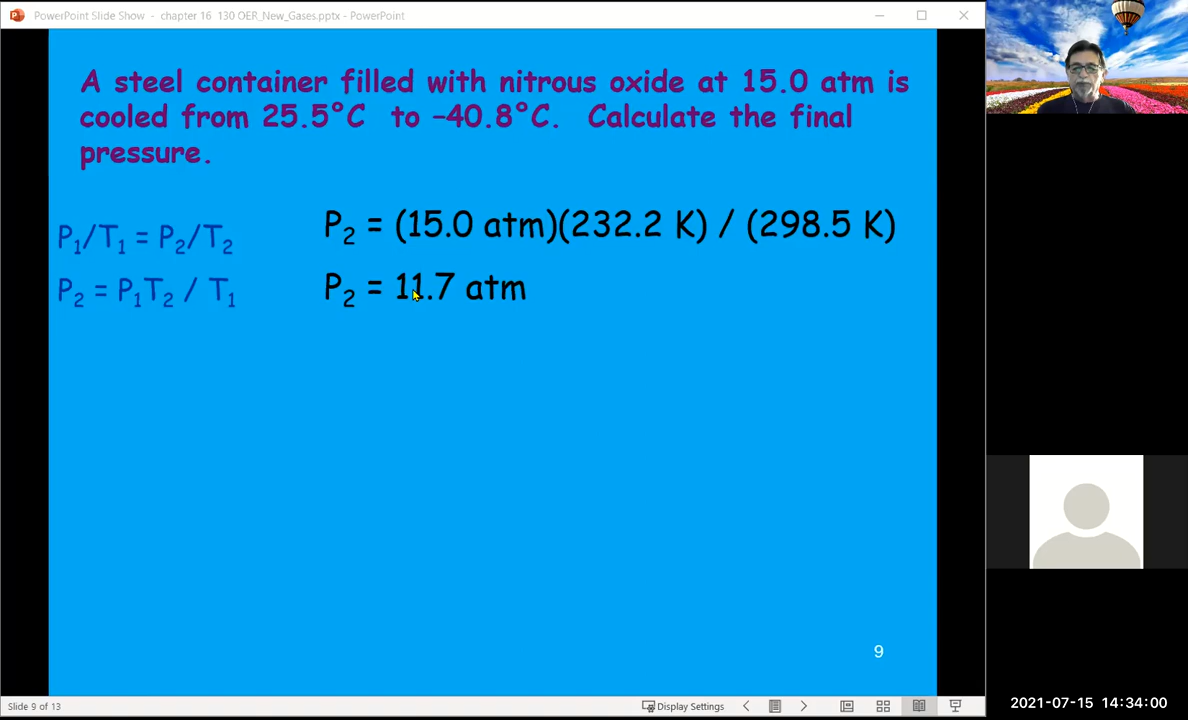 PowerPoint Slide Show - chapter 16 130 OER_New_Gases.pptx - PowerPoint
A steel container filled with nitrous oxide at 15.0 atm is
cooled from 25.5°C to −40.8°C. Calculate the final
pressure.
P₁/T₁ = P₂/T₂
P₂ = P₁T₂ / T₁
P₂ = (15.0 atm)(232.2 K) / (298.5 K)
P₂ = 11.7 atm
9
Slide 9 of 13
Display Settings
2021-07-15 14:34:00